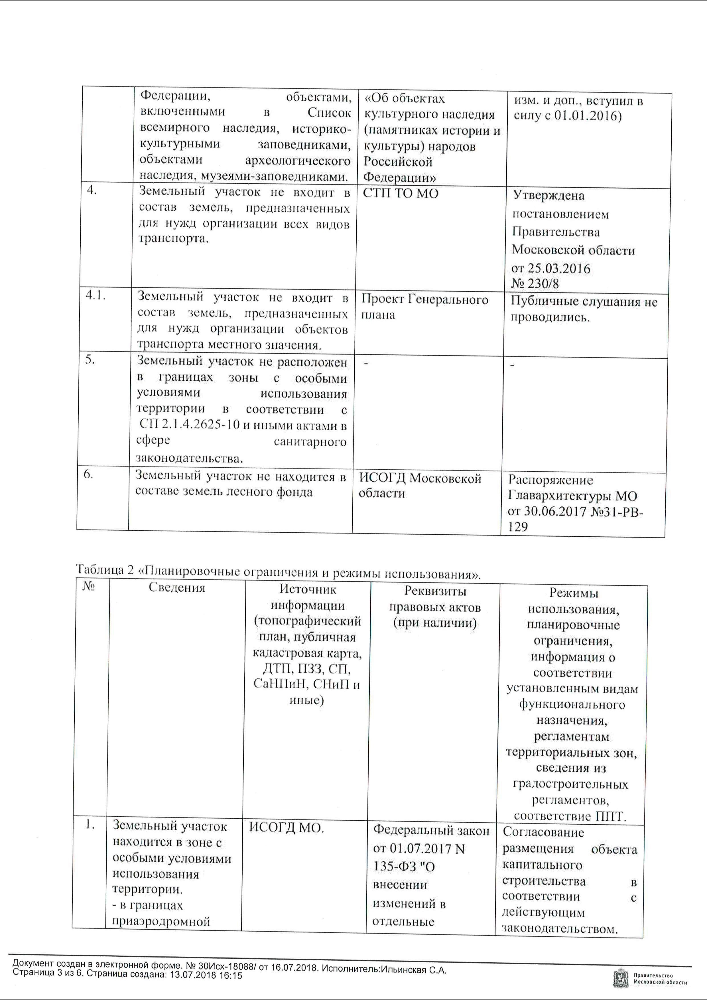 Федерации, объектами,
включенными в Список
всемирного наследия, историко-
культурными заповедниками,
объектами археологического
наследия, музеями-заповедниками.
«Об объектах
культурного наследия
(памятниках истории и
культуры) народов
Российской
Федерации»
изм. и доп., вступил в
силу с 01.01.2016)
4.
Земельный участок не входит в
состав земель, предназначенных
для нужд организации всех видов
транспорта.
СТП ТО МО
Утверждена
постановлением
Правительства
Московской области
от 25.03.2016
№ 230/8
4.1.
Земельный участок не входит в
состав земель, предназначенных
для нужд организации объектов
транспорта местного значения.
Проект Генерального
плана
Публичные слушания не
проводились.
5.
Земельный участок не расположен
в границах зоны с особыми
условиями использования
территории в соответствии с
СП 2.1.4.2625-10 и иными актами в
сфере санитарного
законодательства.
-
-
6.
Земельный участок не находится в
составе земель лесного фонда
ИСОГД Московской
области
Распоряжение
Главархитектуры МО
от 30.06.2017 №31-РВ-
129
Таблица 2 «Планировочные ограничения и режимы использования».
№
Сведения
Источник
информации
(топографический
план, публичная
кадастровая карта,
ДТП, ПЗЗ, СП,
СаНПиН, СНиП и
иные)
Реквизиты
правовых актов
(при наличии)
Режимы
использования,
планировочные
ограничения,
информация о
соответствии
установленным видам
функционального
назначения,
регламентам
территориальных зон,
сведения из
градостроительных
регламентов,
соответствие ППТ.
1.
Земельный участок
находится в зоне с
особыми условиями
использования
территории.
- в границах
приаэродромной
ИСОГД МО.
Федеральный закон
от 01.07.2017 N
135-ФЗ "О
внесении
изменений в
отдельные
Согласование
размещения объекта
капитального
строительства в
соответствии с
действующим
законодательством.
Документ создан в электронной форме. № 30Исх-18088/ от 16.07.2018. Исполнитель:Ильинская С.А.
Страница 3 из 6. Страница создана: 13.07.2018 16:15
Правительство
Московской области